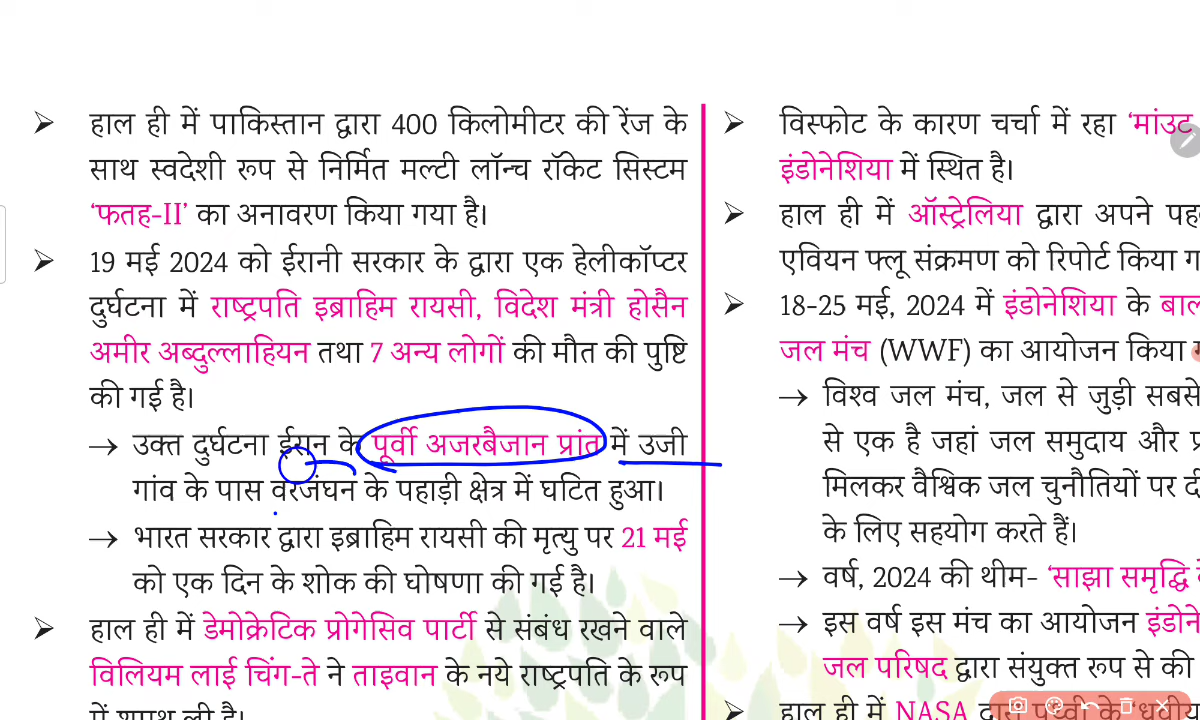 ➢ हाल ही में पाकिस्तान द्वारा 400 किलोमीटर की रेंज के
साथ स्वदेशी रूप से निर्मित मल्टी लॉन्च रॉकेट सिस्टम
‘फतह-II’ का अनावरण किया गया है।
➢ 19 मई 2024 को ईरानी सरकार के द्वारा एक हेलीकॉप्टर
दुर्घटना में राष्ट्रपति इब्राहिम रायसी, विदेश मंत्री होसैन
अमीर अब्दुल्लाहियन तथा 7 अन्य लोगों की मौत की पुष्टि
की गई है।
→ उक्त दुर्घटना ईरान के पूर्वी अजरबैजान प्रांत में उजी
गांव के पास वरजंघन के पहाड़ी क्षेत्र में घटित हुआ।
→ भारत सरकार द्वारा इब्राहिम रायसी की मृत्यु पर 21 मई
को एक दिन के शोक की घोषणा की गई है।
➢ हाल ही में डेमोक्रेटिक प्रोगेसिव पार्टी से संबंध रखने वाले
विलियम लाई चिंग-ते ने ताइवान के नये राष्ट्रपति के रूप
में शपथ ली है।
➢ विस्फोट के कारण चर्चा में रहा ‘मांउट
इंडोनेशिया में स्थित है।
➢ हाल ही में ऑस्ट्रेलिया द्वारा अपने
एवियन फ्लू संक्रमण को रिपोर्ट किया
➢ 18-25 मई, 2024 में इंडोनेशिया के
जल मंच (WWF) का आयोजन किया
→ विश्व जल मंच, जल से जुड़ी सबसे
से एक है जहां जल समुदाय और
मिलकर वैश्विक जल चुनौतियों पर
के लिए सहयोग करते हैं।
→ वर्ष, 2024 की थीम- ‘साझा समृद्धि
→ इस वर्ष इस मंच का आयोजन
जल परिषद द्वारा संयुक्त रूप से की
➢ हाल ही में NASA द्वारा पृथ्वी के